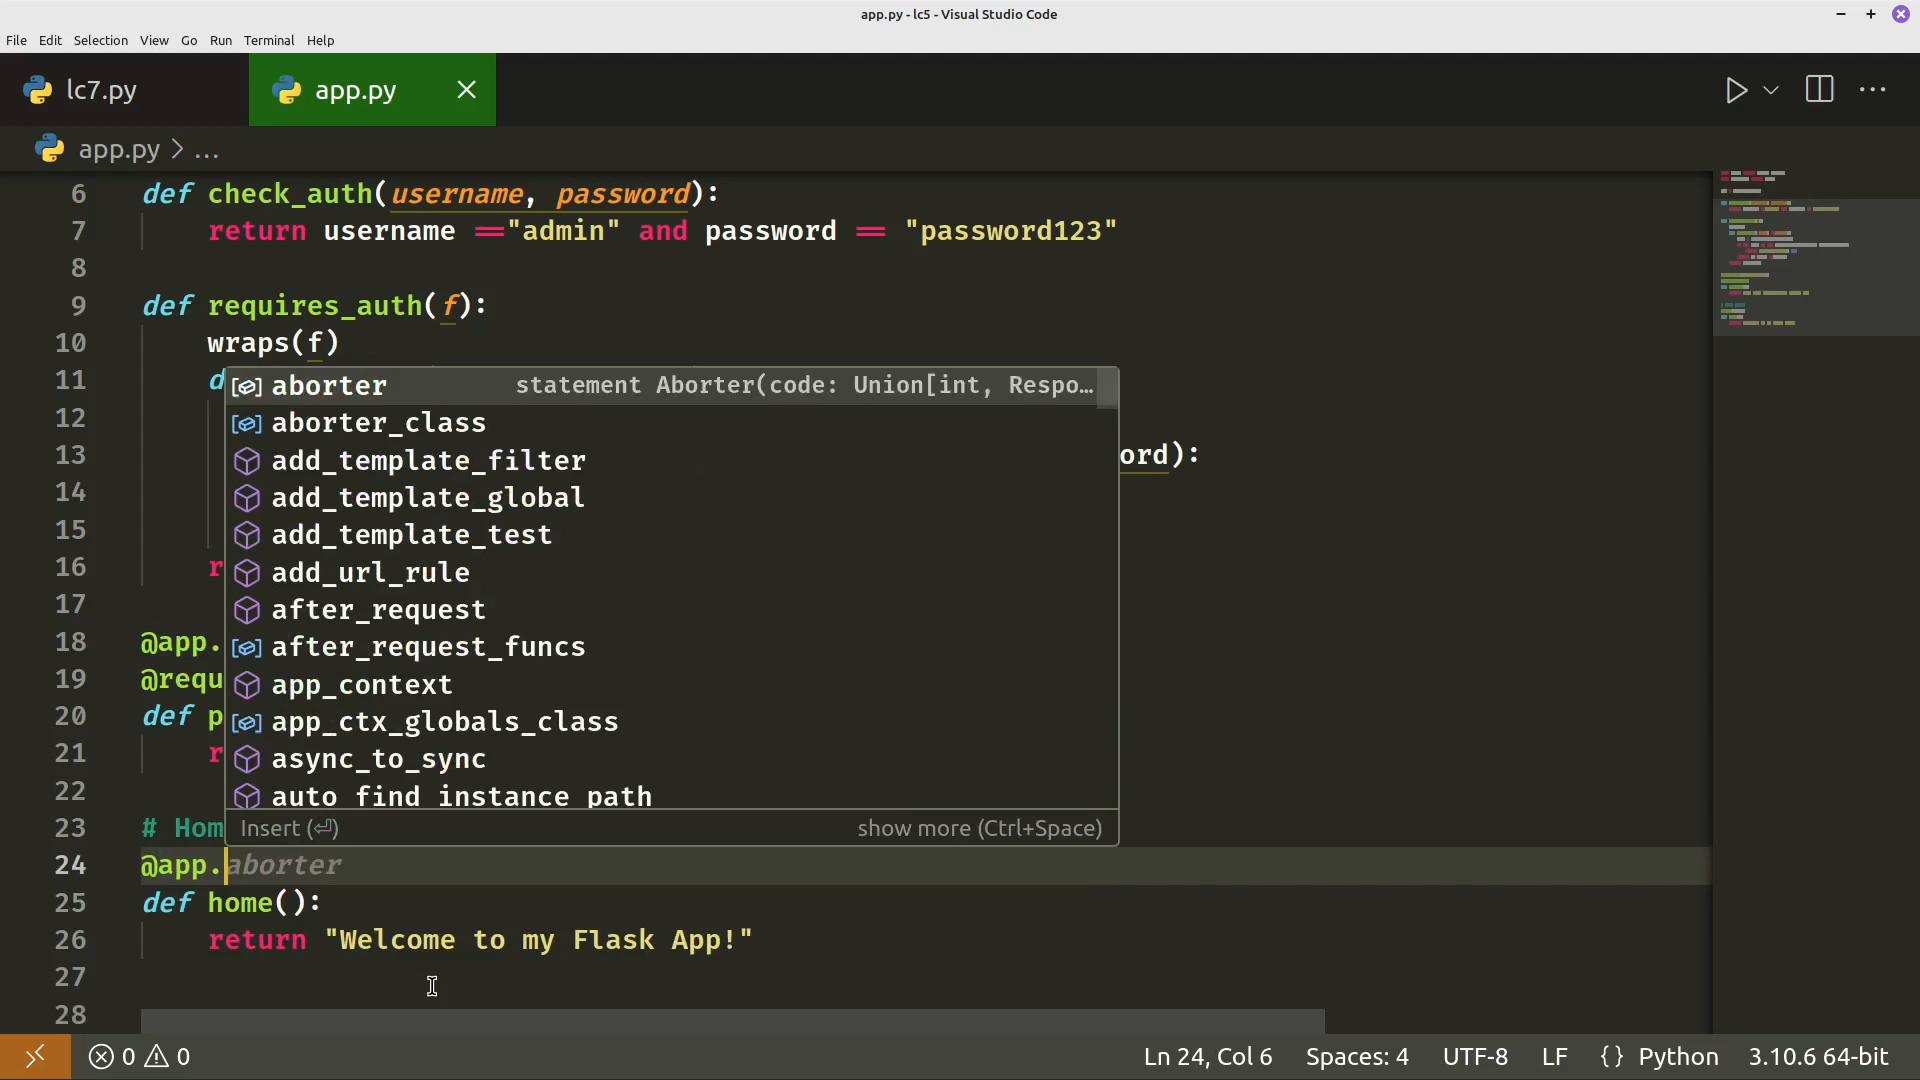 app.py - lc5 - Visual Studio Code
File Edit Selection View Go Run Terminal Help
lc7.py app.py
app.py > ...
6 def check_auth(username, password):
7 return username =="admin" and password == "password123"
8
9 def requires_auth(f):
10 wraps(f)
11 d
aborter statement Aborter(code: Union[int, Respo…
12
aborter_class
13 ord):
add_template_filter
14
add_template_global
15
add_template_test
16 r
add_url_rule
17
after_request
18 @app.
after_request_funcs
19 @requ
app_context
20 def p
app_ctx_globals_class
21 r
async_to_sync
22
auto_find_instance_path
23 # Hom
Insert (⏎) show more (Ctrl+Space)
24 @app.aborter
25 def home():
26 return "Welcome to my Flask App!"
27
28
0 0 Ln 24, Col 6 Spaces: 4 UTF-8 LF {} Python 3.10.6 64-bit